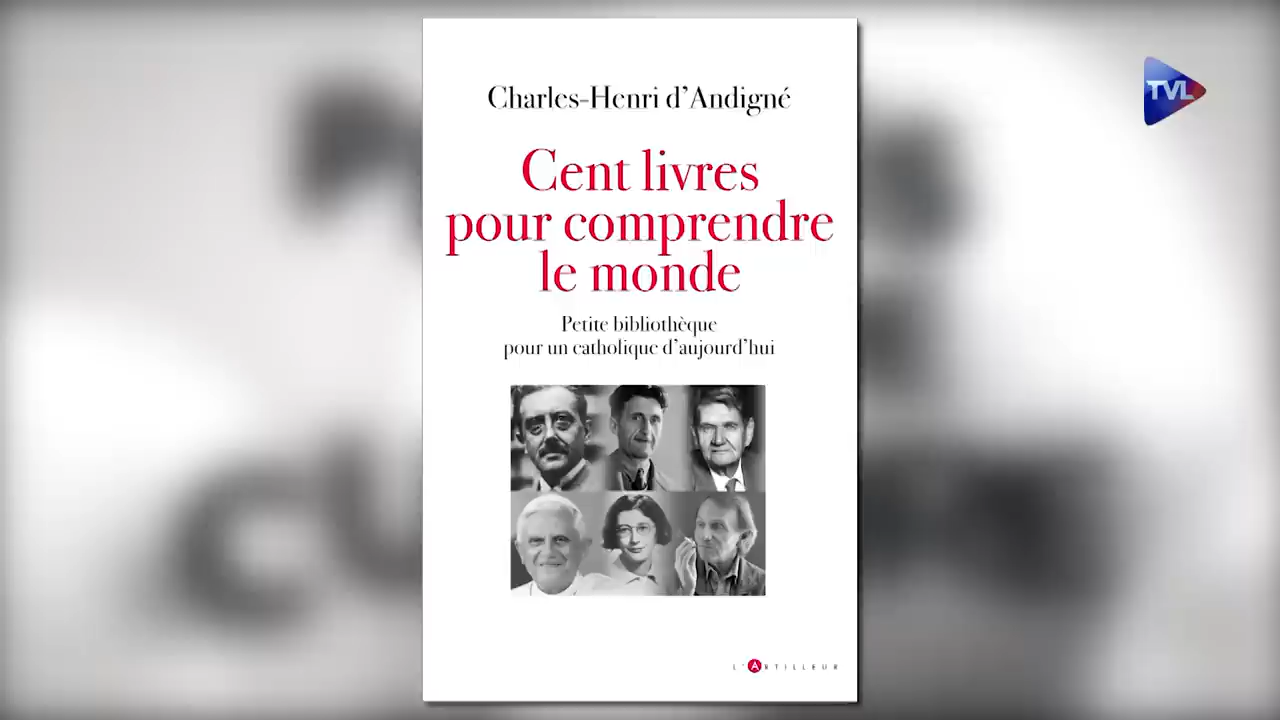 Charles-Henri d'Andigné
TVL
Cent livres
pour comprendre
le monde
Petite bibliothèque
pour un catholique d'aujourd'hui
L'ARTILLEUR